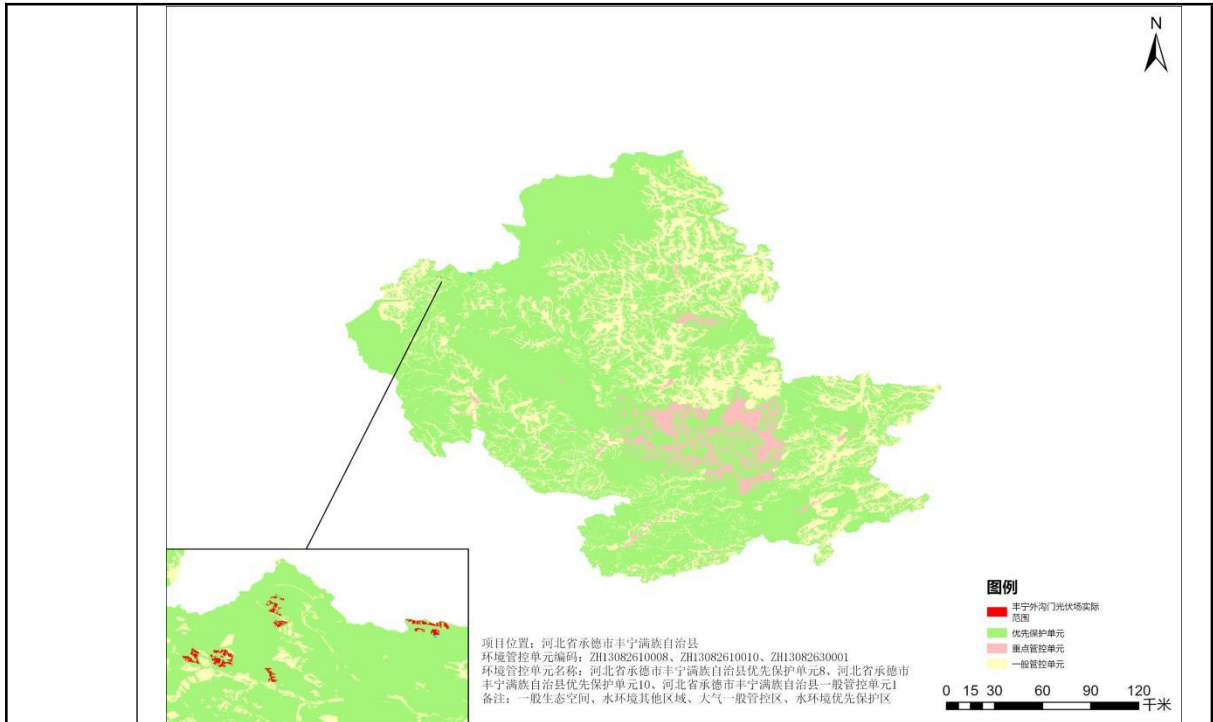 N
项目位置：河北省承德市丰宁满族自治县
环境管控单元编码：ZH13082610008、ZH13082610010、ZH13082630001
环境管控单元名称：河北省承德市丰宁满族自治县优先保护单元8、河北省承德市
丰宁满族自治县优先保护单元10、河北省承德市丰宁满族自治县一般管控单元1
备注：一般生态空间、水环境其他区域、大气一般管控区、水环境优先保护区
图例
丰宁外沟门光伏场实际
范围
优先保护单元
重点管控单元
一般管控单元
0 15 30 60 90 120
千米